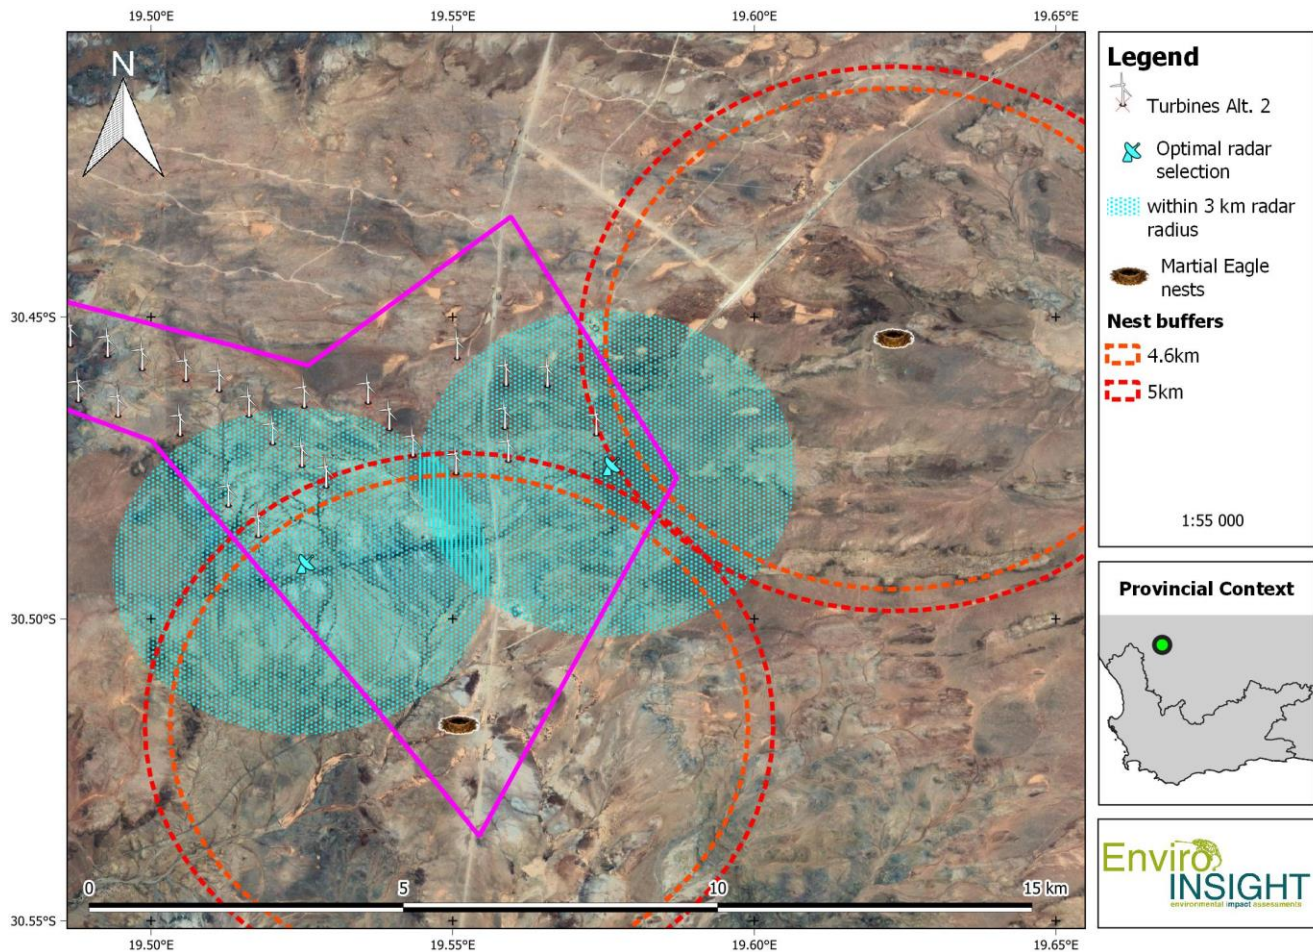 19.50°E 19.55°E 19.60°E 19.65°E
N
30.45°S
30.50°S
30.55°S
0 5 10 15 km
19.50°E 19.55°E 19.60°E 19.65°E
Legend
Turbines Alt. 2
Optimal radar
selection
within 3 km radar
radius
Martial Eagle
nests
Nest buffers
4.6km
5km
1:55 000
Provincial Context
Enviro
INSIGHT
environmental impact assessments